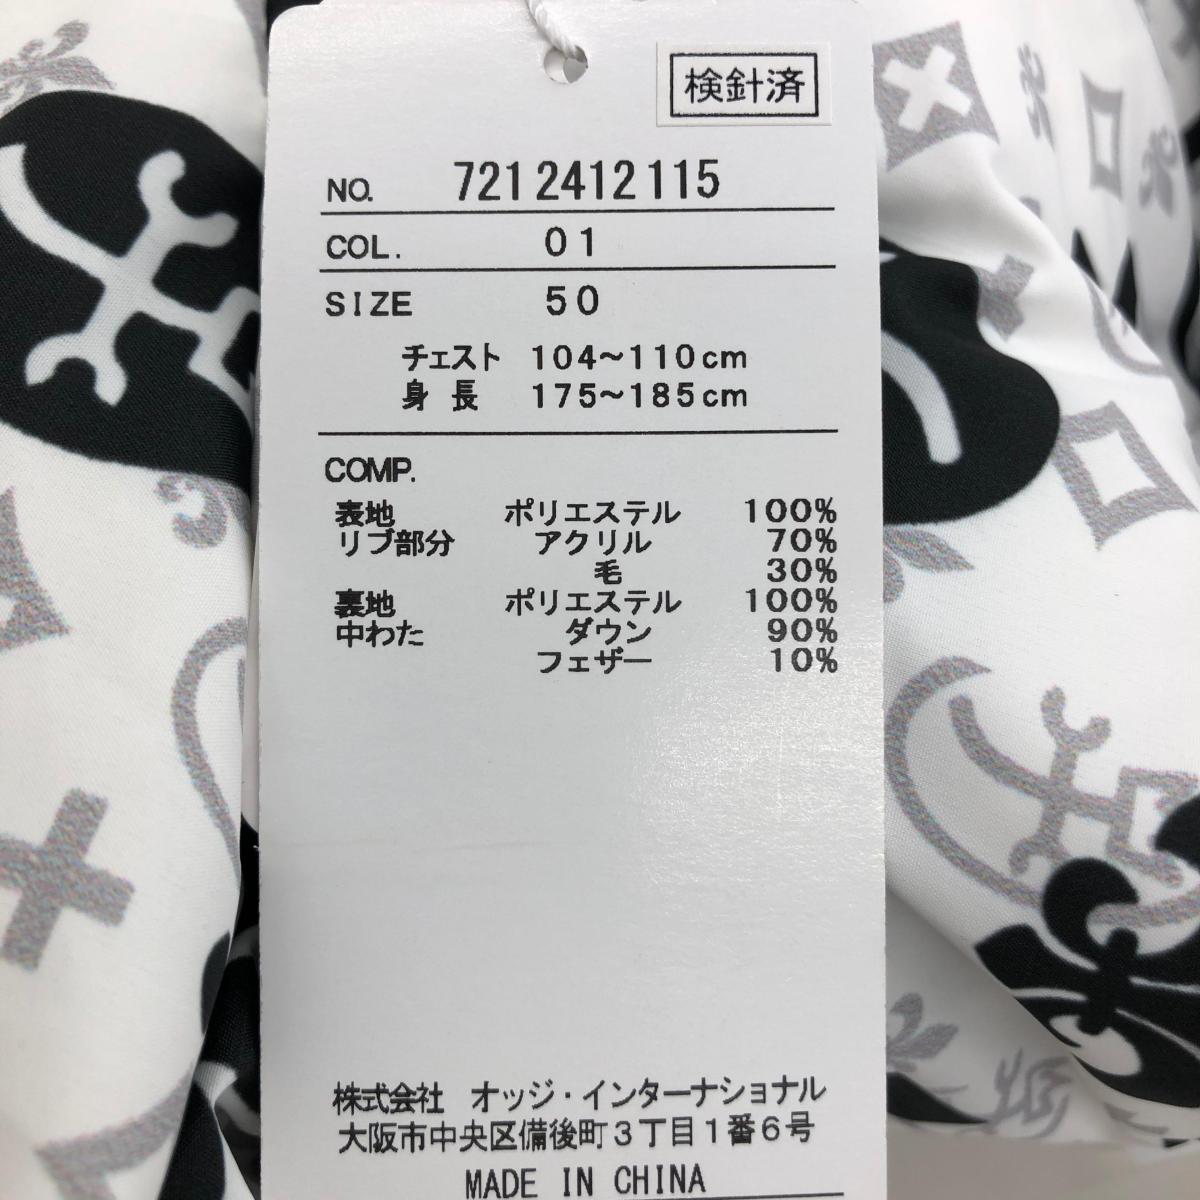 検針済
NO. 7212412115
COL. 01
SIZE 50
チェスト 104~110cm
身長 175~185cm
COMP.
表地 ポリエステル 100%
リブ部分 アクリル 70%
毛 30%
裏地 ポリエステル 100%
中わた ダウン 90%
フェザー 10%
株式会社 オッジ・インターナショナル
大阪市中央区備後町3丁目1番6号
MADE IN CHINA